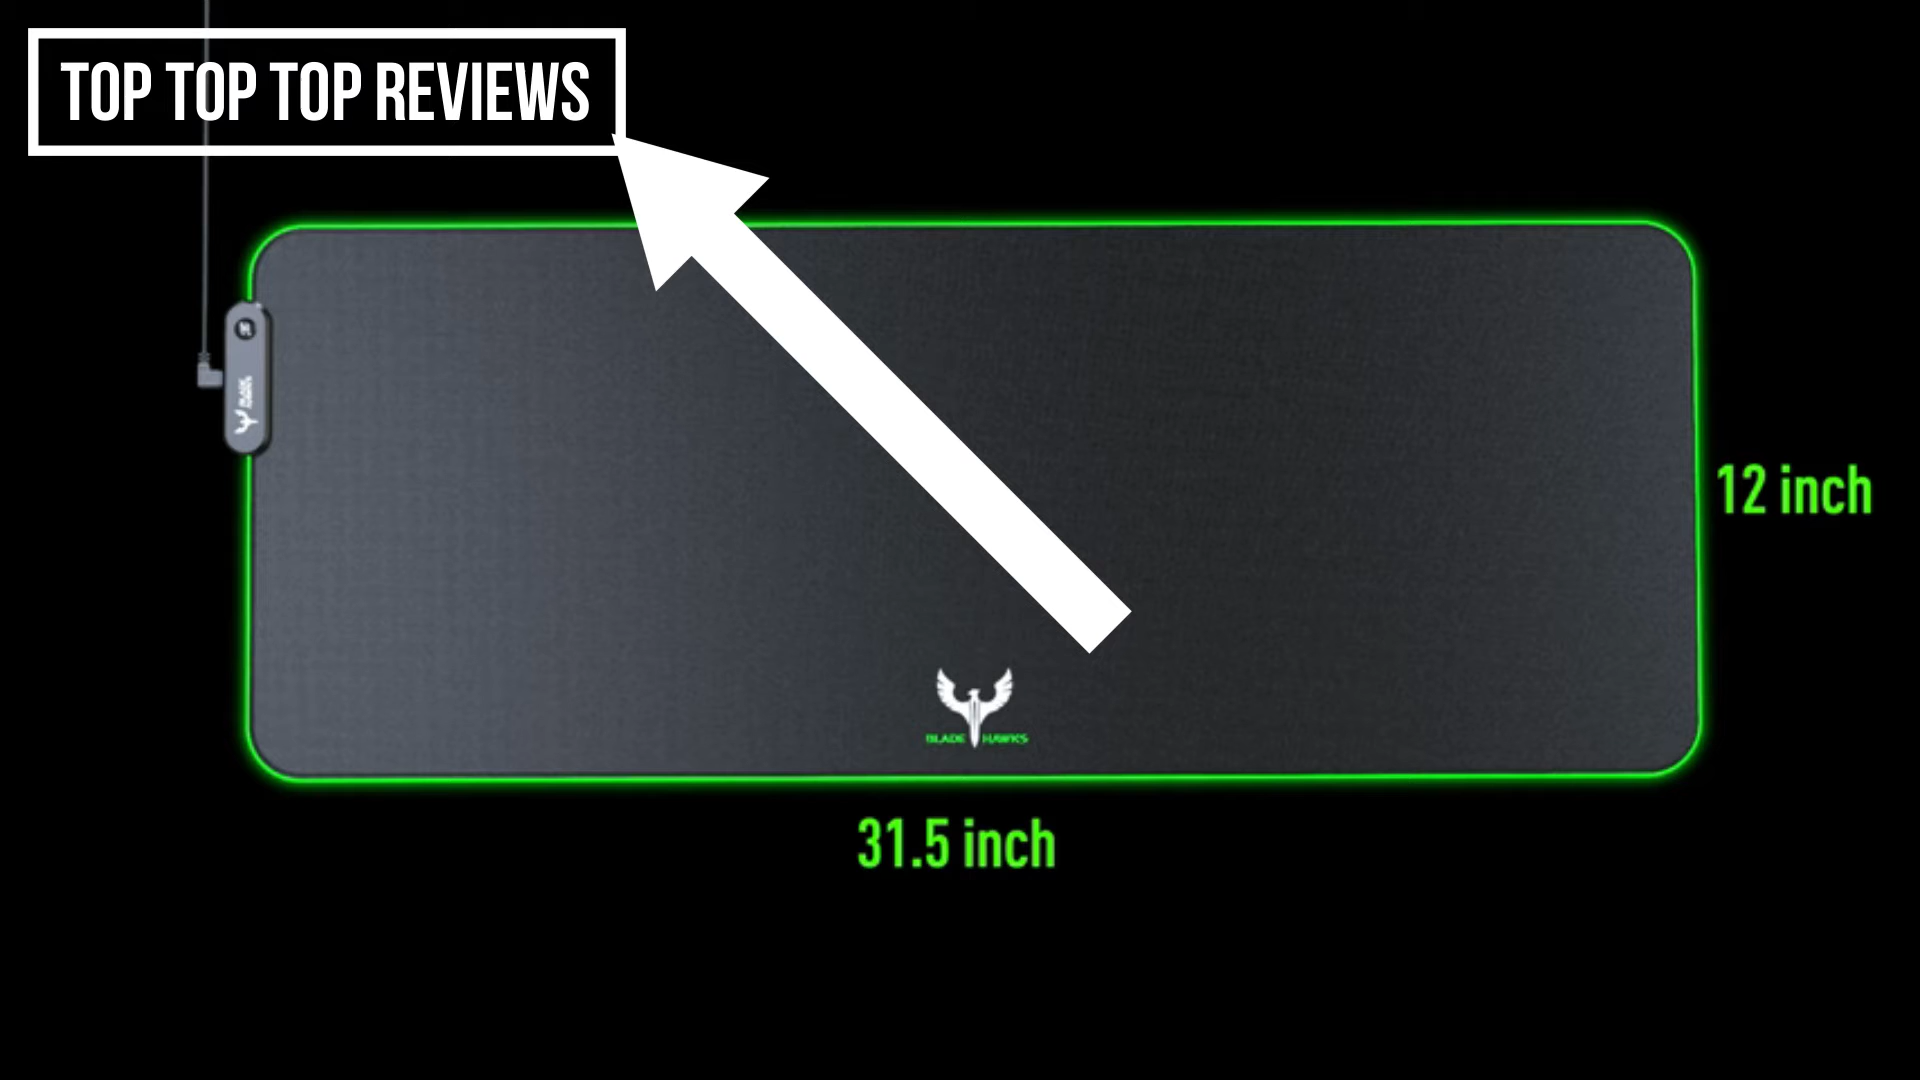 TOP TOP TOP REVIEWS
12 inch
BLADE HAWKS
31.5 inch